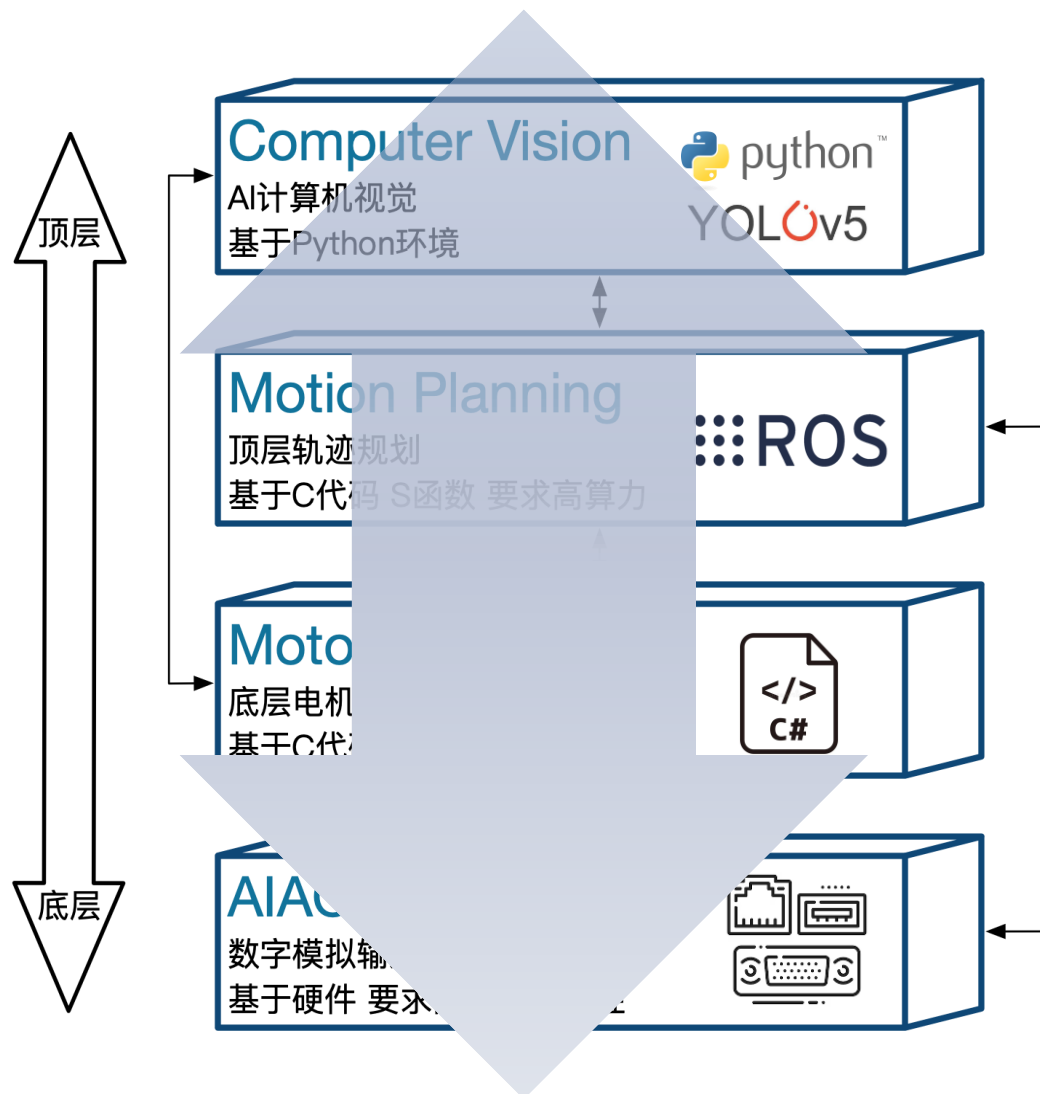 Computer Vision
AI计算机视觉
基于Python环境
python™
YOLOv5
顶层
Motion Planning
顶层轨迹规划
基于C代码 S函数 要求高算力
ROS
Moto
底层电机
基于C代码
</>
C#
底层
AIAO
数字模拟输
基于硬件 要求